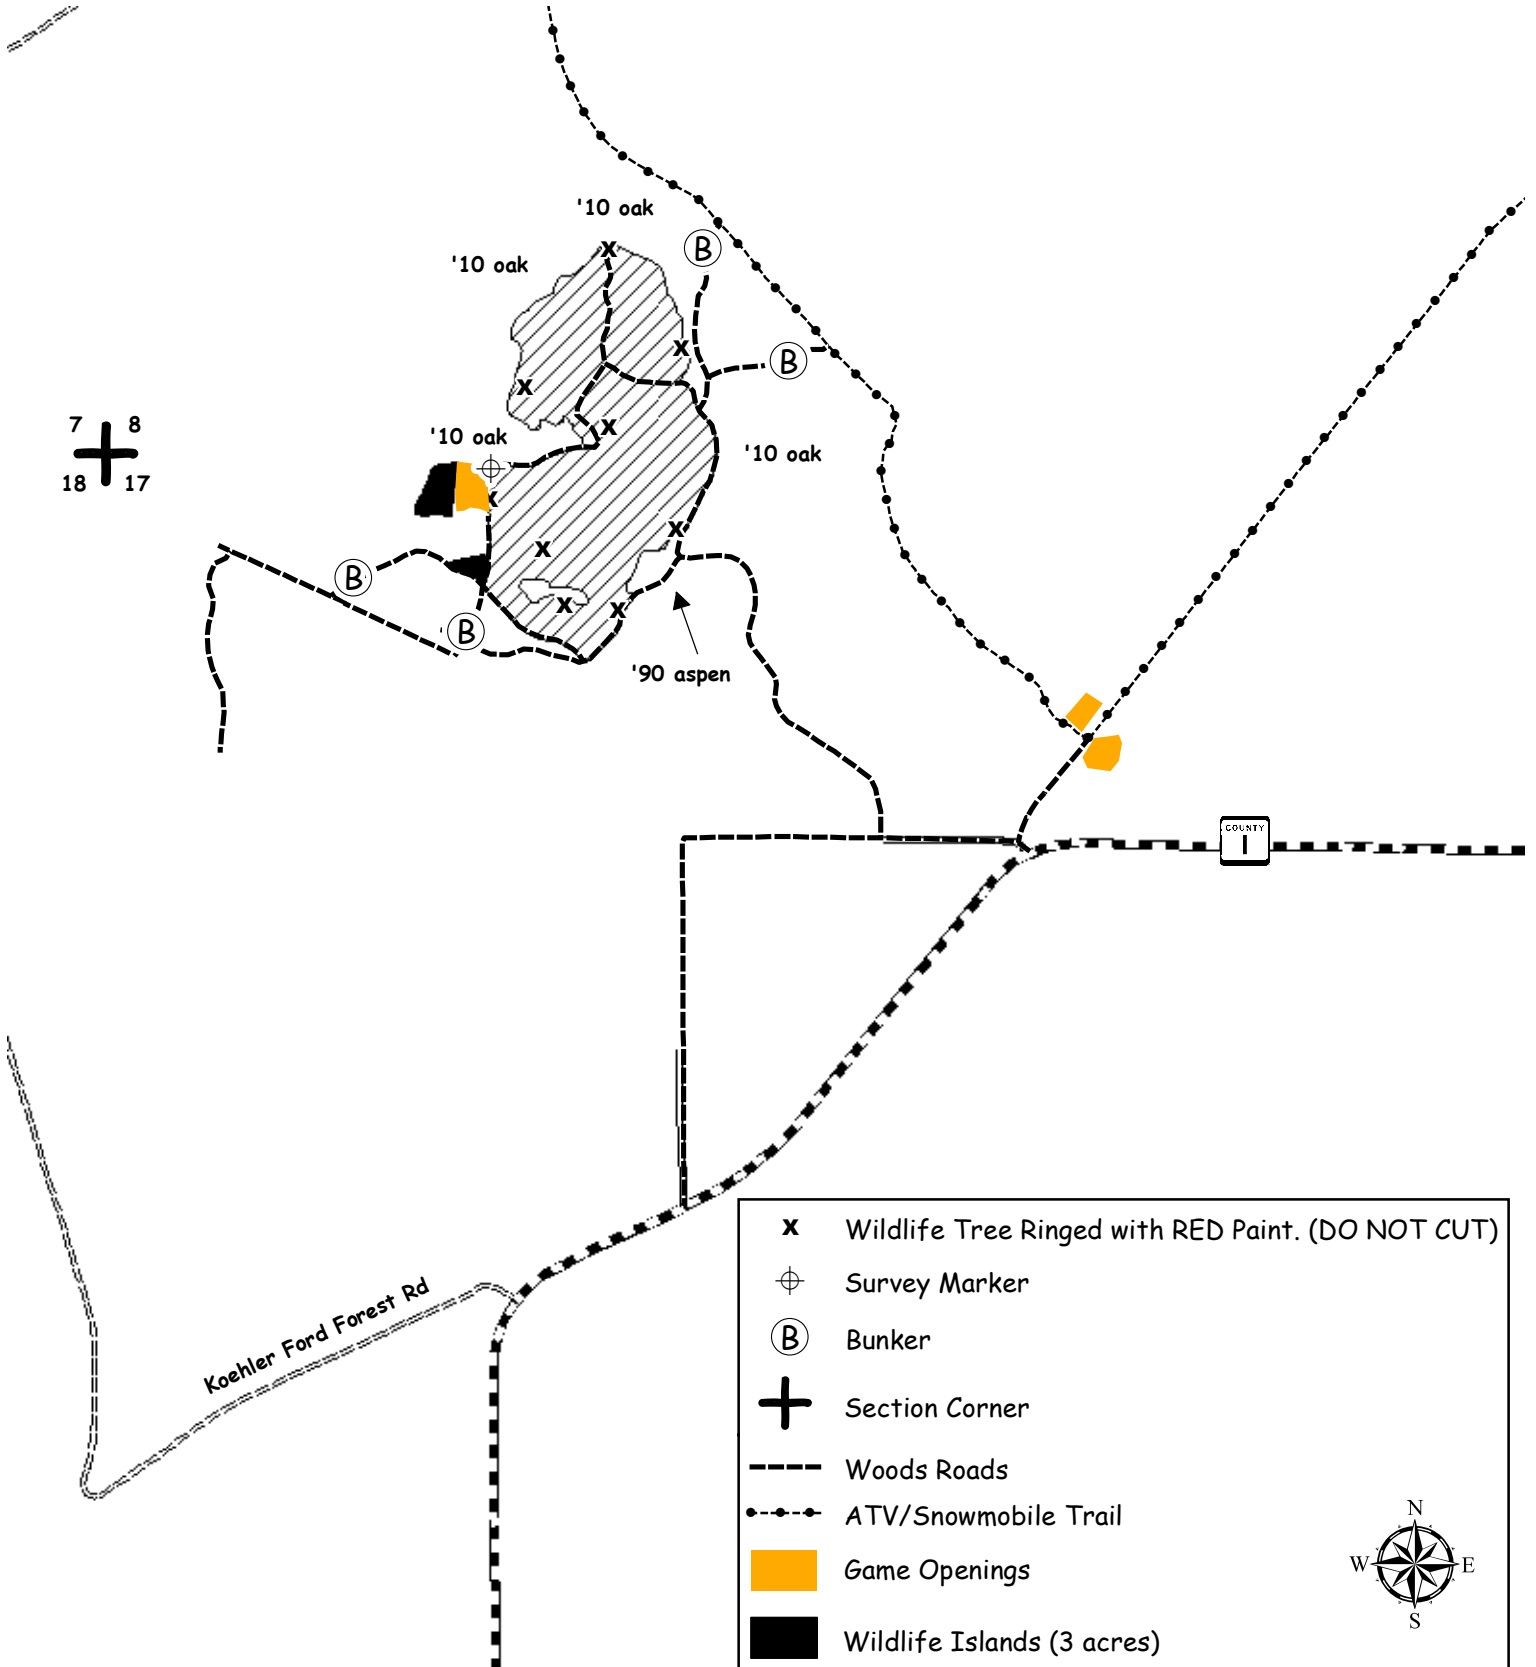 '10 oak
B
'10 oak
B
7 8
'10 oak
'10 oak
18 17
B
B
'90 aspen
COUNTY
I
Koehler Ford Forest Rd
x Wildlife Tree Ringed with RED Paint. (DO NOT CUT)
Survey Marker
B Bunker
Section Corner
Woods Roads
ATV/Snowmobile Trail
Game Openings
Wildlife Islands (3 acres)
N
W E
S